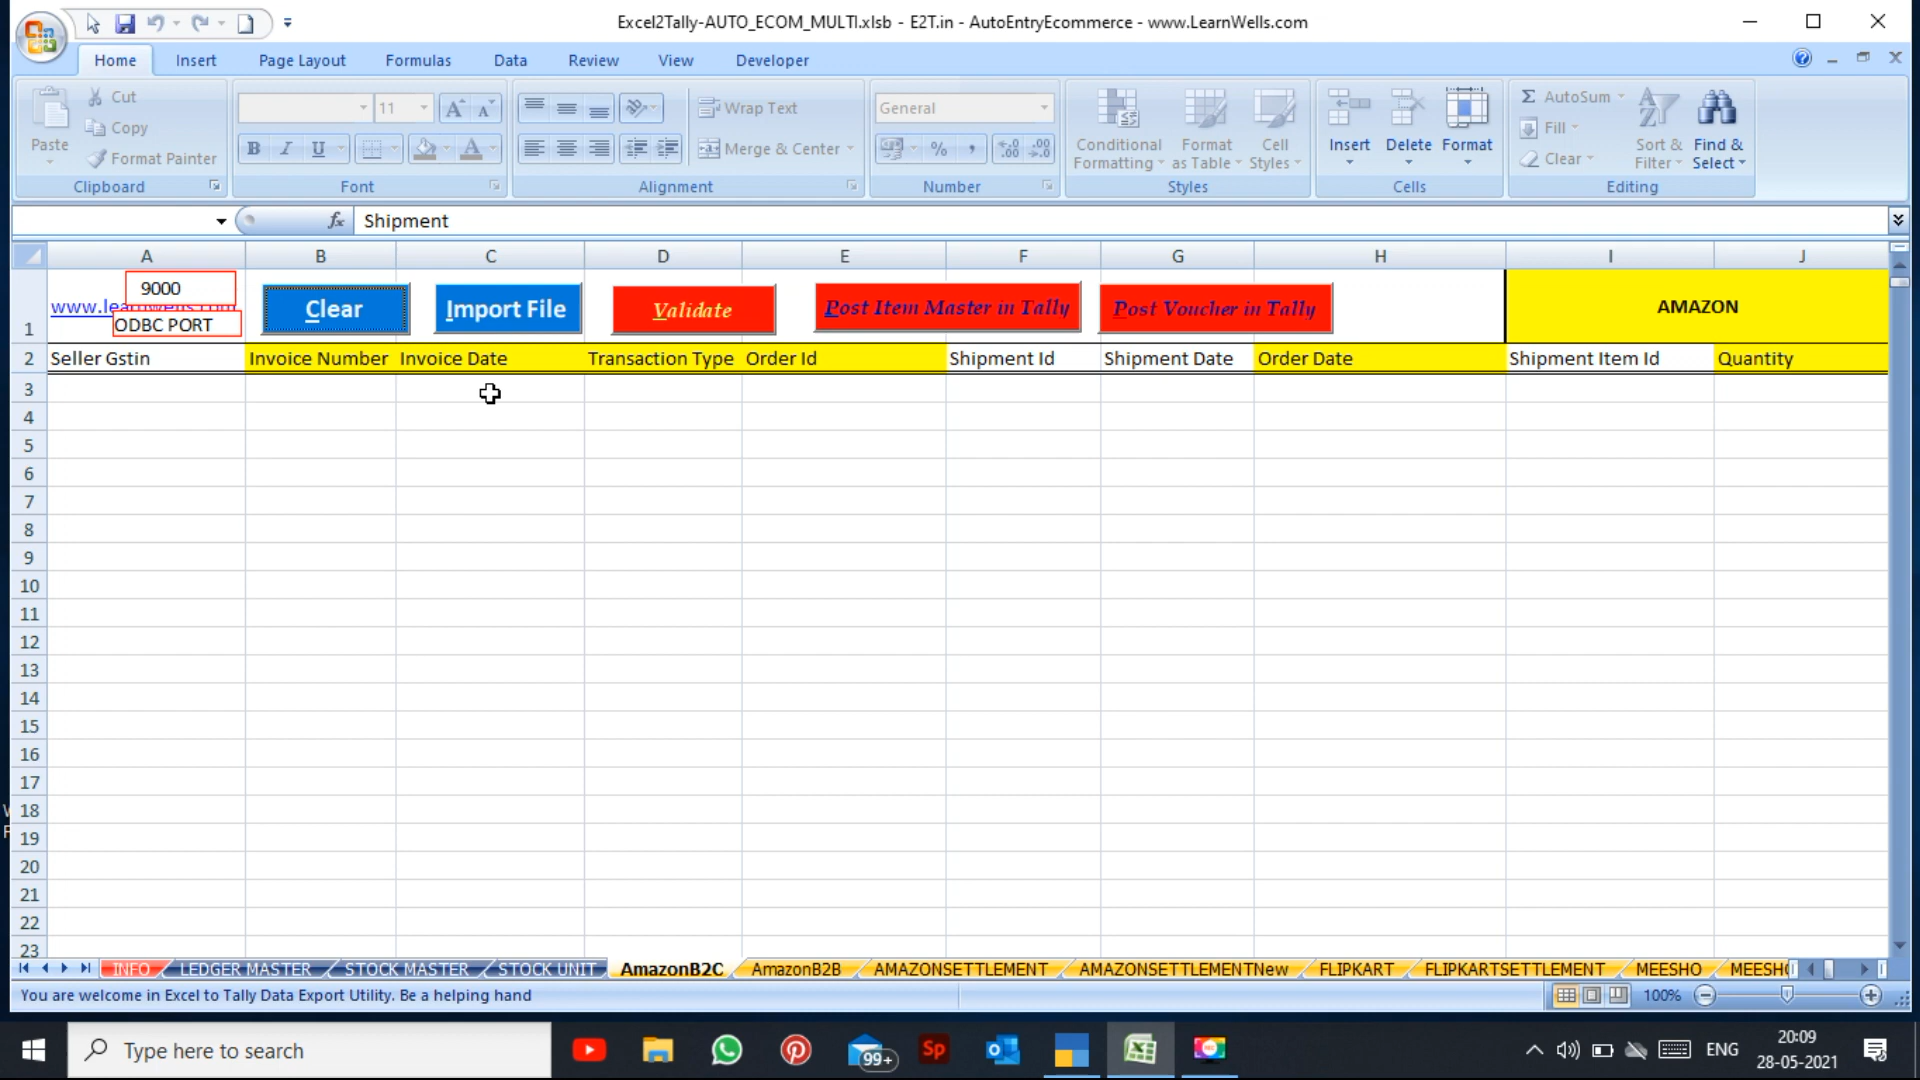 Excel2Tally-AUTO_ECOM_MULTI.xlsb - E2T.in - AutoEntryEcommerce - www.LearnWells.com
Home Insert Page Layout Formulas Data Review View Developer
Paste
Cut
Copy
Format Painter
Clipboard
11
B I U
Font
Wrap Text
Merge & Center
Alignment
General
%
Number
Conditional Formatting
Format as Table
Cell Styles
Styles
Insert Delete Format
Cells
Σ AutoSum
Fill
Clear
Sort & Filter
Find & Select
Editing
fx Shipment
A B C D E F G H I J
1 9000
www.learnwells.com
ODBC PORT
Clear Import File Validate Post Item Master in Tally Post Voucher in Tally AMAZON
2 Seller Gstin Invoice Number Invoice Date Transaction Type Order Id Shipment Id Shipment Date Order Date Shipment Item Id Quantity
3
4
5
6
7
8
9
10
11
12
13
14
15
16
17
18
19
20
21
22
23
INFO LEDGER MASTER STOCK MASTER STOCK UNIT AmazonB2C AmazonB2B AMAZONSETTLEMENT AMAZONSETTLEMENTNew FLIPKART FLIPKARTSETTLEMENT MEESHO
You are welcome in Excel to Tally Data Export Utility. Be a helping hand 100%
Type here to search 99+ Sp ENG 20:09
28-05-2021